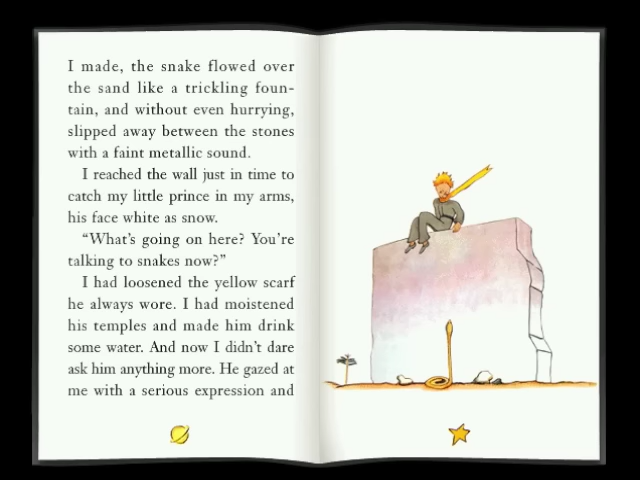 I made, the snake flowed over
the sand like a trickling foun-
tain, and without even hurrying,
slipped away between the stones
with a faint metallic sound.
I reached the wall just in time to
catch my little prince in my arms,
his face white as snow.
“What’s going on here? You’re
talking to snakes now?”
I had loosened the yellow scarf
he always wore. I had moistened
his temples and made him drink
some water. And now I didn’t dare
ask him anything more. He gazed at
me with a serious expression and